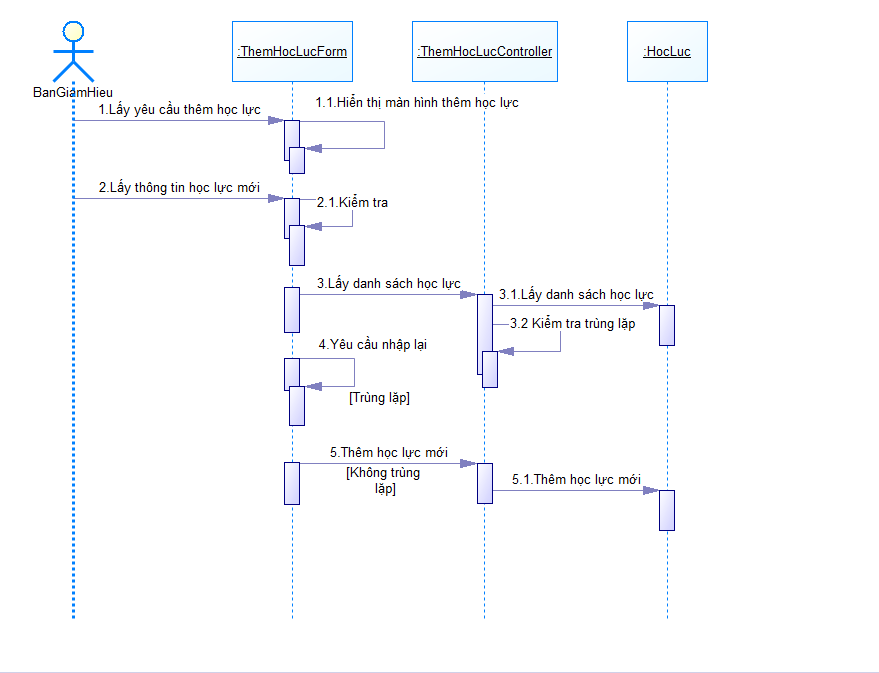 :ThemHocLucForm
:ThemHocLucController
:HocLuc
BanGiamHieu
1.Lấy yêu cầu thêm học lực
1.1.Hiển thị màn hình thêm học lực
2.Lấy thông tin học lực mới
2.1.Kiểm tra
3.Lấy danh sách học lực
3.1.Lấy danh sách học lực
3.2 Kiểm tra trùng lặp
4.Yêu cầu nhập lại
[Trùng lặp]
5.Thêm học lực mới
[Không trùng
lặp]
5.1.Thêm học lực mới